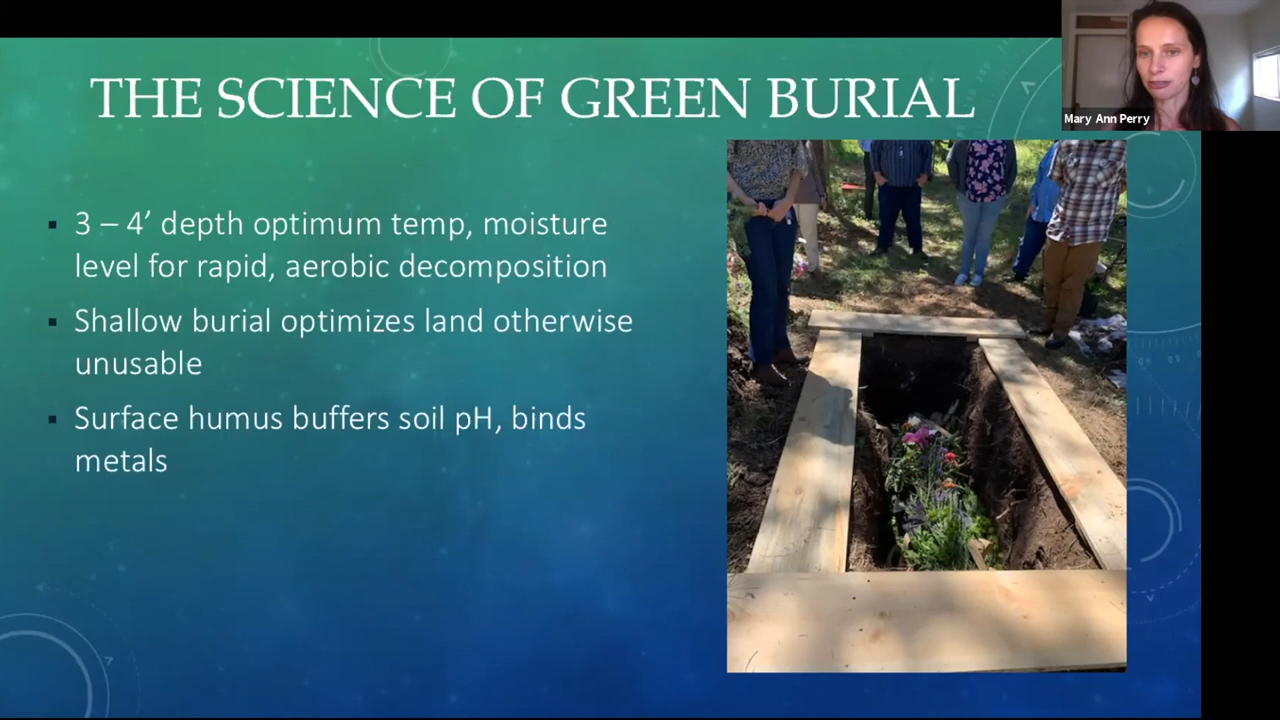 THE SCIENCE OF GREEN BURIAL
Mary Ann Perry
▪ 3 – 4’ depth optimum temp, moisture
level for rapid, aerobic decomposition
▪ Shallow burial optimizes land otherwise
unusable
▪ Surface humus buffers soil pH, binds
metals